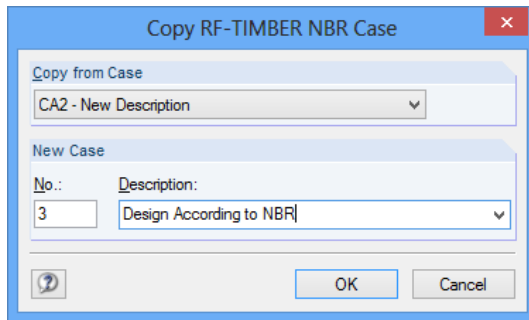 Copy RF-TIMBER NBR Case
Copy from Case
CA2 - New Description
New Case
No.: Description:
3 Design According to NBR
OK Cancel